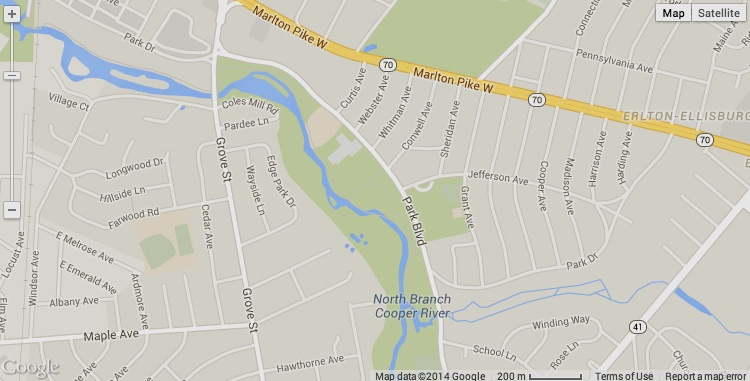 Marlton Pike W
Connec
Maine A
Map
Satellite
Park Dr
Pennsylvania Ave
70
Marlton Pike W
Curtis Ave
Webster Ave
Whitman Ave
Conwell Ave
Sheridan Ave
70
ERLTON-ELLISBURG
70
Village Ct
Coles Mill Rd
Pardee Ln
Grove St
Longwood Dr
Hillside Ln
Farwood Rd
Cedar Ave
Wayside Ln
Edge Park Dr
Jefferson Ave
Grant Ave
Cooper Ave
Madison Ave
Harrison Ave
Harding Ave
Park Blvd
Park Dr
Locust Ave
Windsor Ave
E Melrose Ave
E Emerald Ave
Albany Ave
Ardmore Ave
Elm Ave
Maple Ave
Grove St
Hawthorne Ave
North Branch
Cooper River
Winding Way
41
School Ln
Rose Ln
Chur
Google
Map data ©2014 Google
200 m
Terms of Use
Report a map error